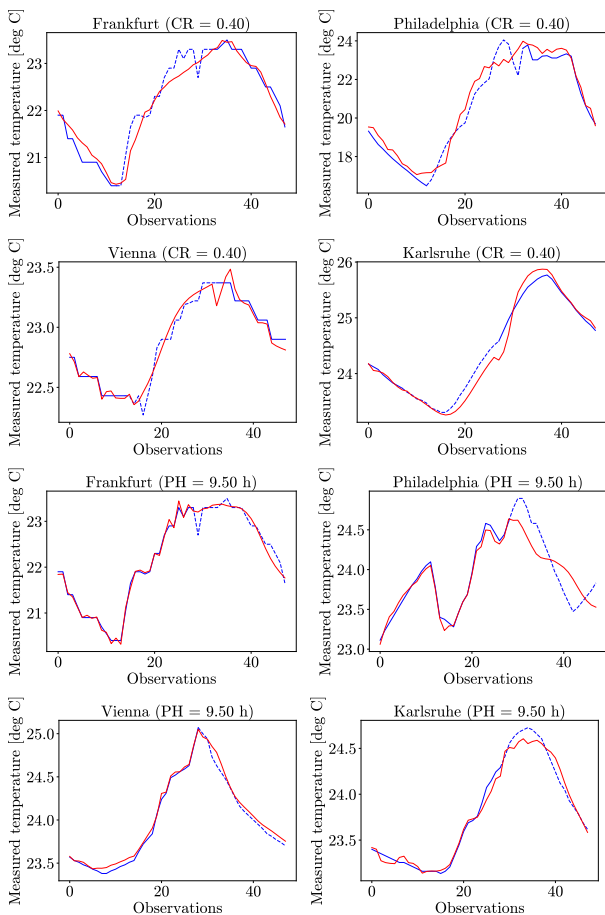 Frankfurt (CR = 0.40)
Measured temperature [deg C]
23
22
21
0
20
40
Observations
Philadelphia (CR = 0.40)
Measured temperature [deg C]
24
22
20
18
0
20
40
Observations
Vienna (CR = 0.40)
Measured temperature [deg C]
23.5
23.0
22.5
0
20
40
Observations
Karlsruhe (CR = 0.40)
Measured temperature [deg C]
26
25
24
0
20
40
Observations
Frankfurt (PH = 9.50 h)
Measured temperature [deg C]
23
22
21
0
20
40
Observations
Philadelphia (PH = 9.50 h)
Measured temperature [deg C]
24.5
24.0
23.5
23.0
0
20
40
Observations
Vienna (PH = 9.50 h)
Measured temperature [deg C]
25.0
24.5
24.0
23.5
0
20
40
Observations
Karlsruhe (PH = 9.50 h)
Measured temperature [deg C]
24.5
24.0
23.5
0
20
40
Observations